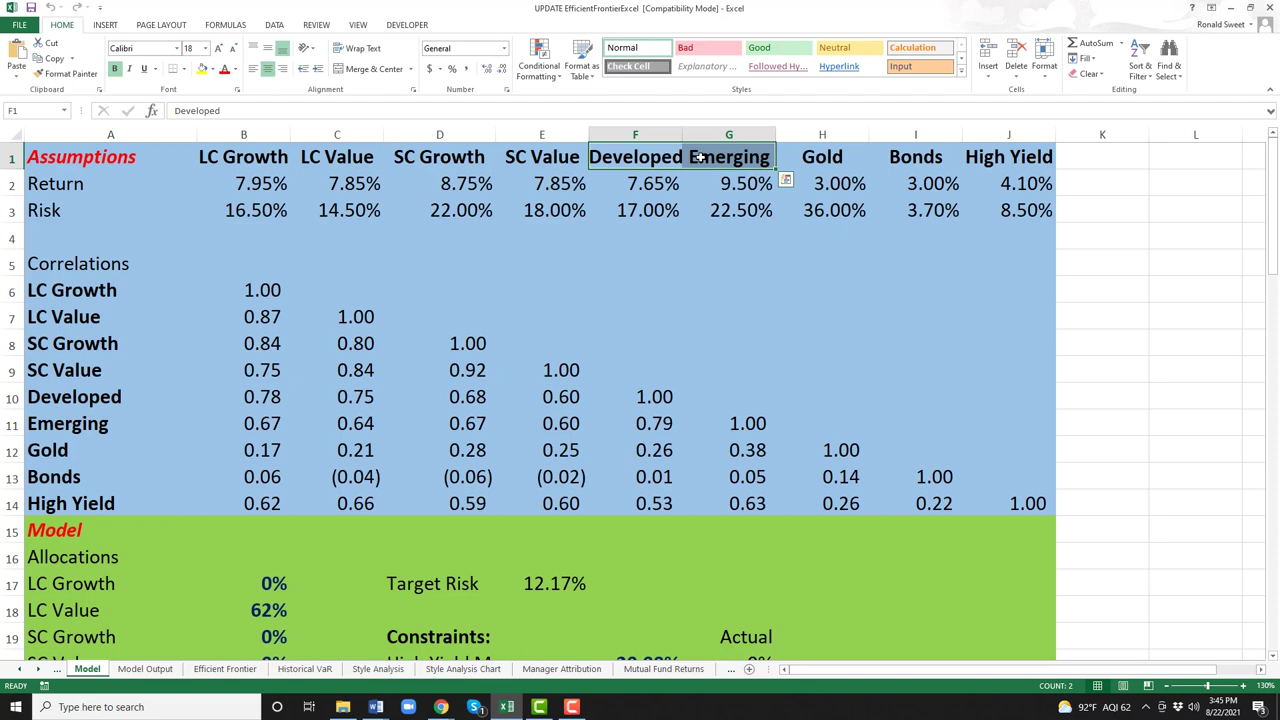 UPDATE EfficientFrontierExcel [Compatibility Mode] - Excel
FILE HOME INSERT PAGE LAYOUT FORMULAS DATA REVIEW VIEW DEVELOPER Ronald Sweet
Paste Cut Copy Format Painter Clipboard
Calibri 18 B I U Font
Wrap Text Merge & Center Alignment
General $ % , Number
Conditional Formatting Format as Table Normal Bad Good Neutral Calculation
Check Cell Explanatory ... Followed Hy... Hyperlink Input Styles
Insert Delete Format Cells
AutoSum Fill Clear Sort & Filter Find & Select Editing
F1 Developed
A B C D E F G H I J K L
1 Assumptions LC Growth LC Value SC Growth SC Value Developed Emerging Gold Bonds High Yield
2 Return 7.95% 7.85% 8.75% 7.85% 7.65% 9.50% 3.00% 3.00% 4.10%
3 Risk 16.50% 14.50% 22.00% 18.00% 17.00% 22.50% 36.00% 3.70% 8.50%
4
5 Correlations
6 LC Growth 1.00
7 LC Value 0.87 1.00
8 SC Growth 0.84 0.80 1.00
9 SC Value 0.75 0.84 0.92 1.00
10 Developed 0.78 0.75 0.68 0.60 1.00
11 Emerging 0.67 0.64 0.67 0.60 0.79 1.00
12 Gold 0.17 0.21 0.28 0.25 0.26 0.38 1.00
13 Bonds 0.06 (0.04) (0.06) (0.02) 0.01 0.05 0.14 1.00
14 High Yield 0.62 0.66 0.59 0.60 0.53 0.63 0.26 0.22 1.00
15 Model
16 Allocations
17 LC Growth 0% Target Risk 12.17%
18 LC Value 62%
19 SC Growth 0% Constraints: Actual
... Model Model Output Efficient Frontier Historical VaR Style Analysis Style Analysis Chart Manager Attribution Mutual Fund Returns ...
READY COUNT: 2 130%
Type here to search 92°F AQI 62 3:45 PM
8/21/2021